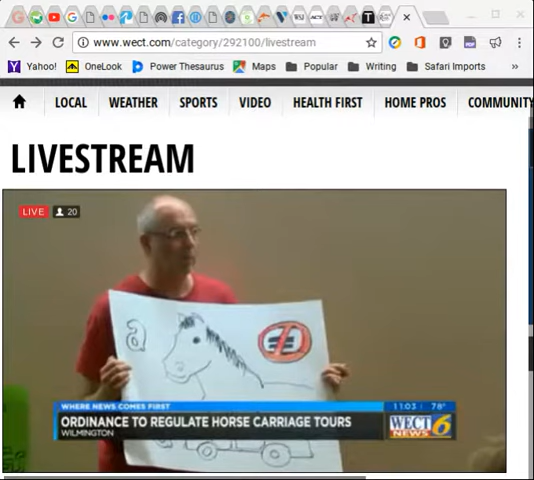 www.wect.com/category/292100/livestream
Yahoo! OneLook Power Thesaurus Maps Popular Writing Safari Imports »
LOCAL WEATHER SPORTS VIDEO HEALTH FIRST HOME PROS COMMUNITY
LIVESTREAM
LIVE 20
a
WHERE NEWS COMES FIRST 11:03 78°
ORDINANCE TO REGULATE HORSE CARRIAGE TOURS
WILMINGTON
WECT 6
NEWS